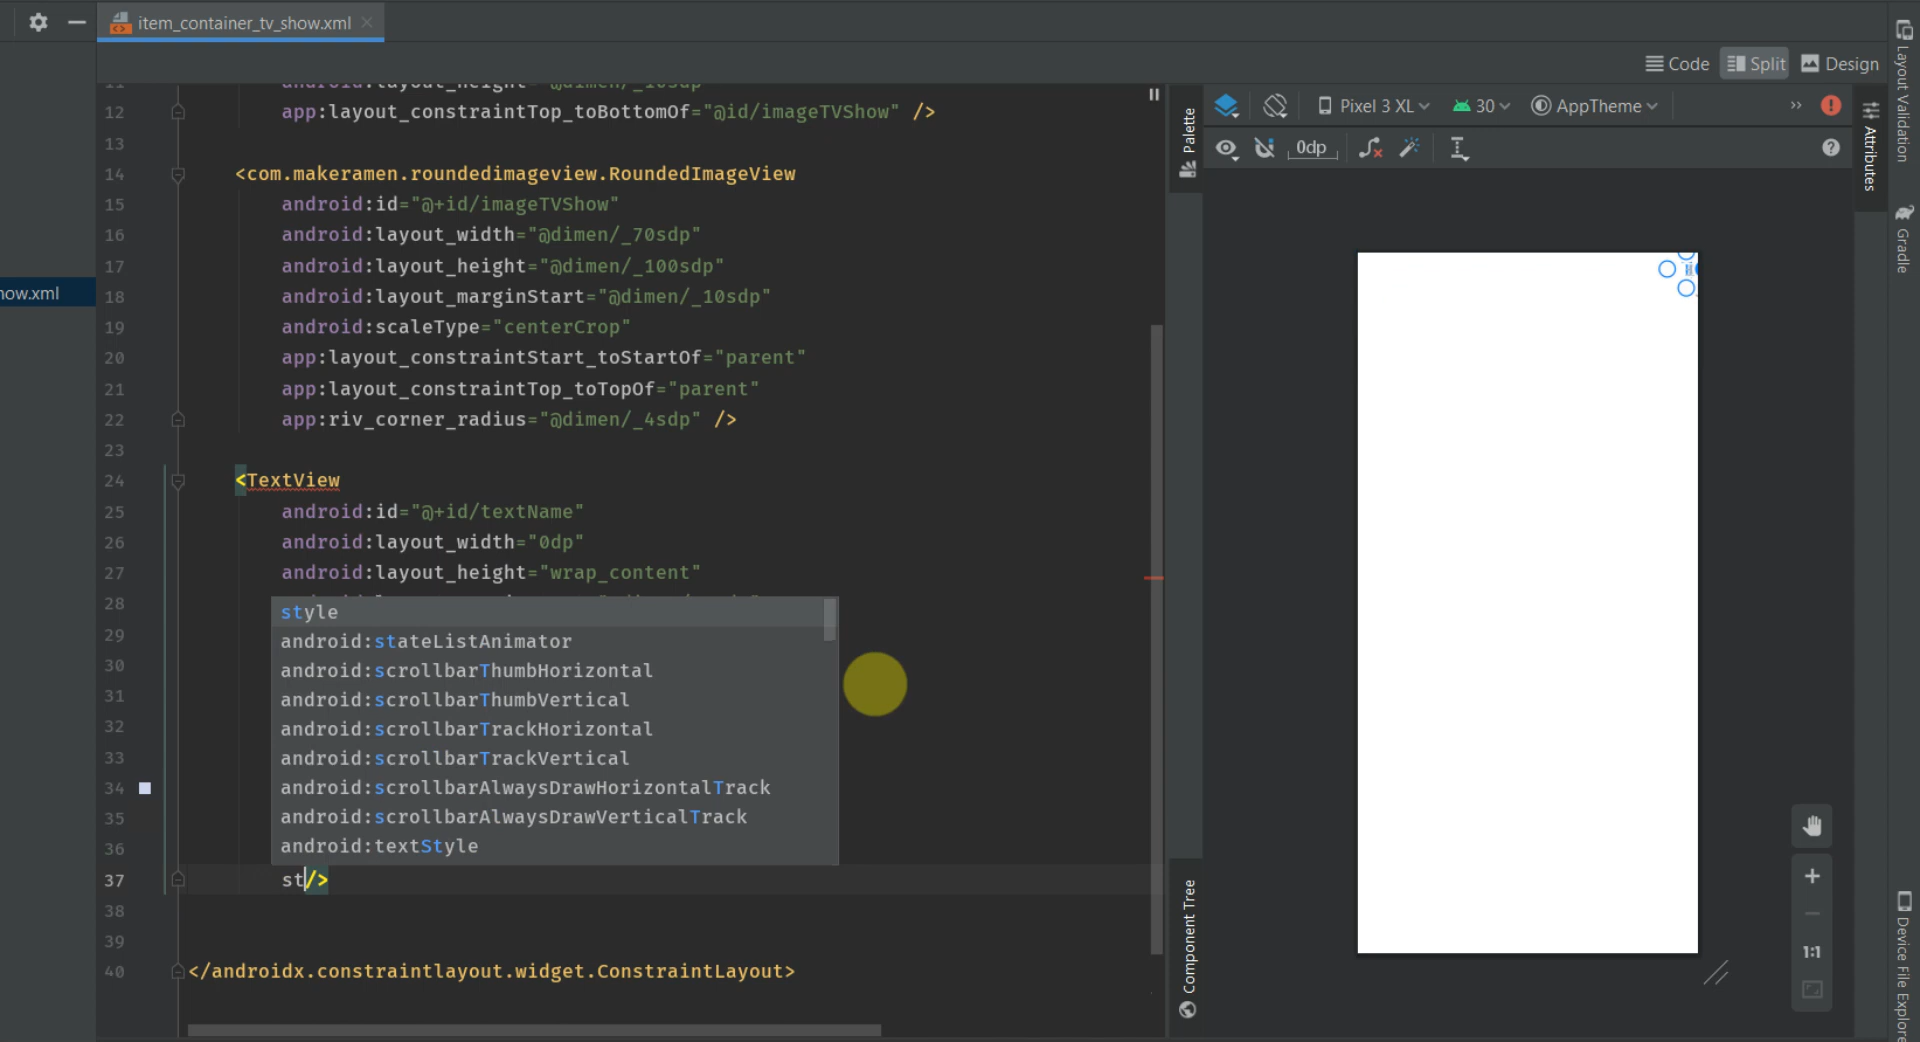 item_container_tv_show.xml
Code
Split
Design
12 app:layout_constraintTop_toBottomOf="@id/imageTVShow" />
13
14 <com.makeramen.roundedimageview.RoundedImageView
15 android:id="@+id/imageTVShow"
16 android:layout_width="@dimen/_70sdp"
17 android:layout_height="@dimen/_100sdp"
18 android:layout_marginStart="@dimen/_10sdp"
19 android:scaleType="centerCrop"
20 app:layout_constraintStart_toStartOf="parent"
21 app:layout_constraintTop_toTopOf="parent"
22 app:riv_corner_radius="@dimen/_4sdp" />
23
24 <TextView
25 android:id="@+id/textName"
26 android:layout_width="0dp"
27 android:layout_height="wrap_content"
28
29
30
31
32
33
34
35
36
style
android:stateListAnimator
android:scrollbarThumbHorizontal
android:scrollbarThumbVertical
android:scrollbarTrackHorizontal
android:scrollbarTrackVertical
android:scrollbarAlwaysDrawHorizontalTrack
android:scrollbarAlwaysDrawVerticalTrack
android:textStyle
37 st/>
38
39
40 </androidx.constraintlayout.widget.ConstraintLayout>
ow.xml
Palette
Component Tree
Pixel 3 XL
30
AppTheme
0dp
1:1
Attributes
Layout Validation
Gradle
Device File Explore